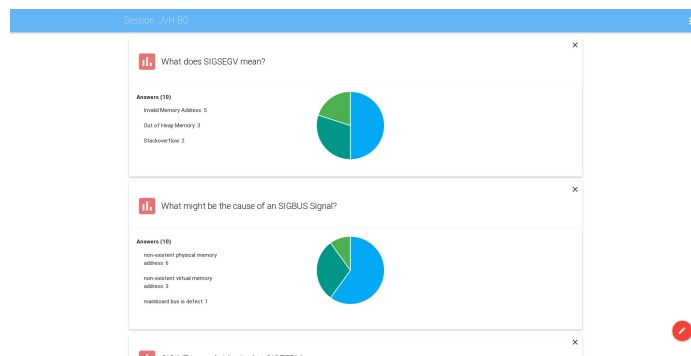 Session: JVH-BG
What does SIGSEGV mean?
Answers (10)
Invalid Memory Address: 5
Out of Heap Memory: 3
Stackoverflow: 2
What might be the cause of an SIGBUS Signal?
Answers (10)
non-existent physical memory
address: 6
non-existent virtual memory
address: 3
mainboard bus is defect: 1